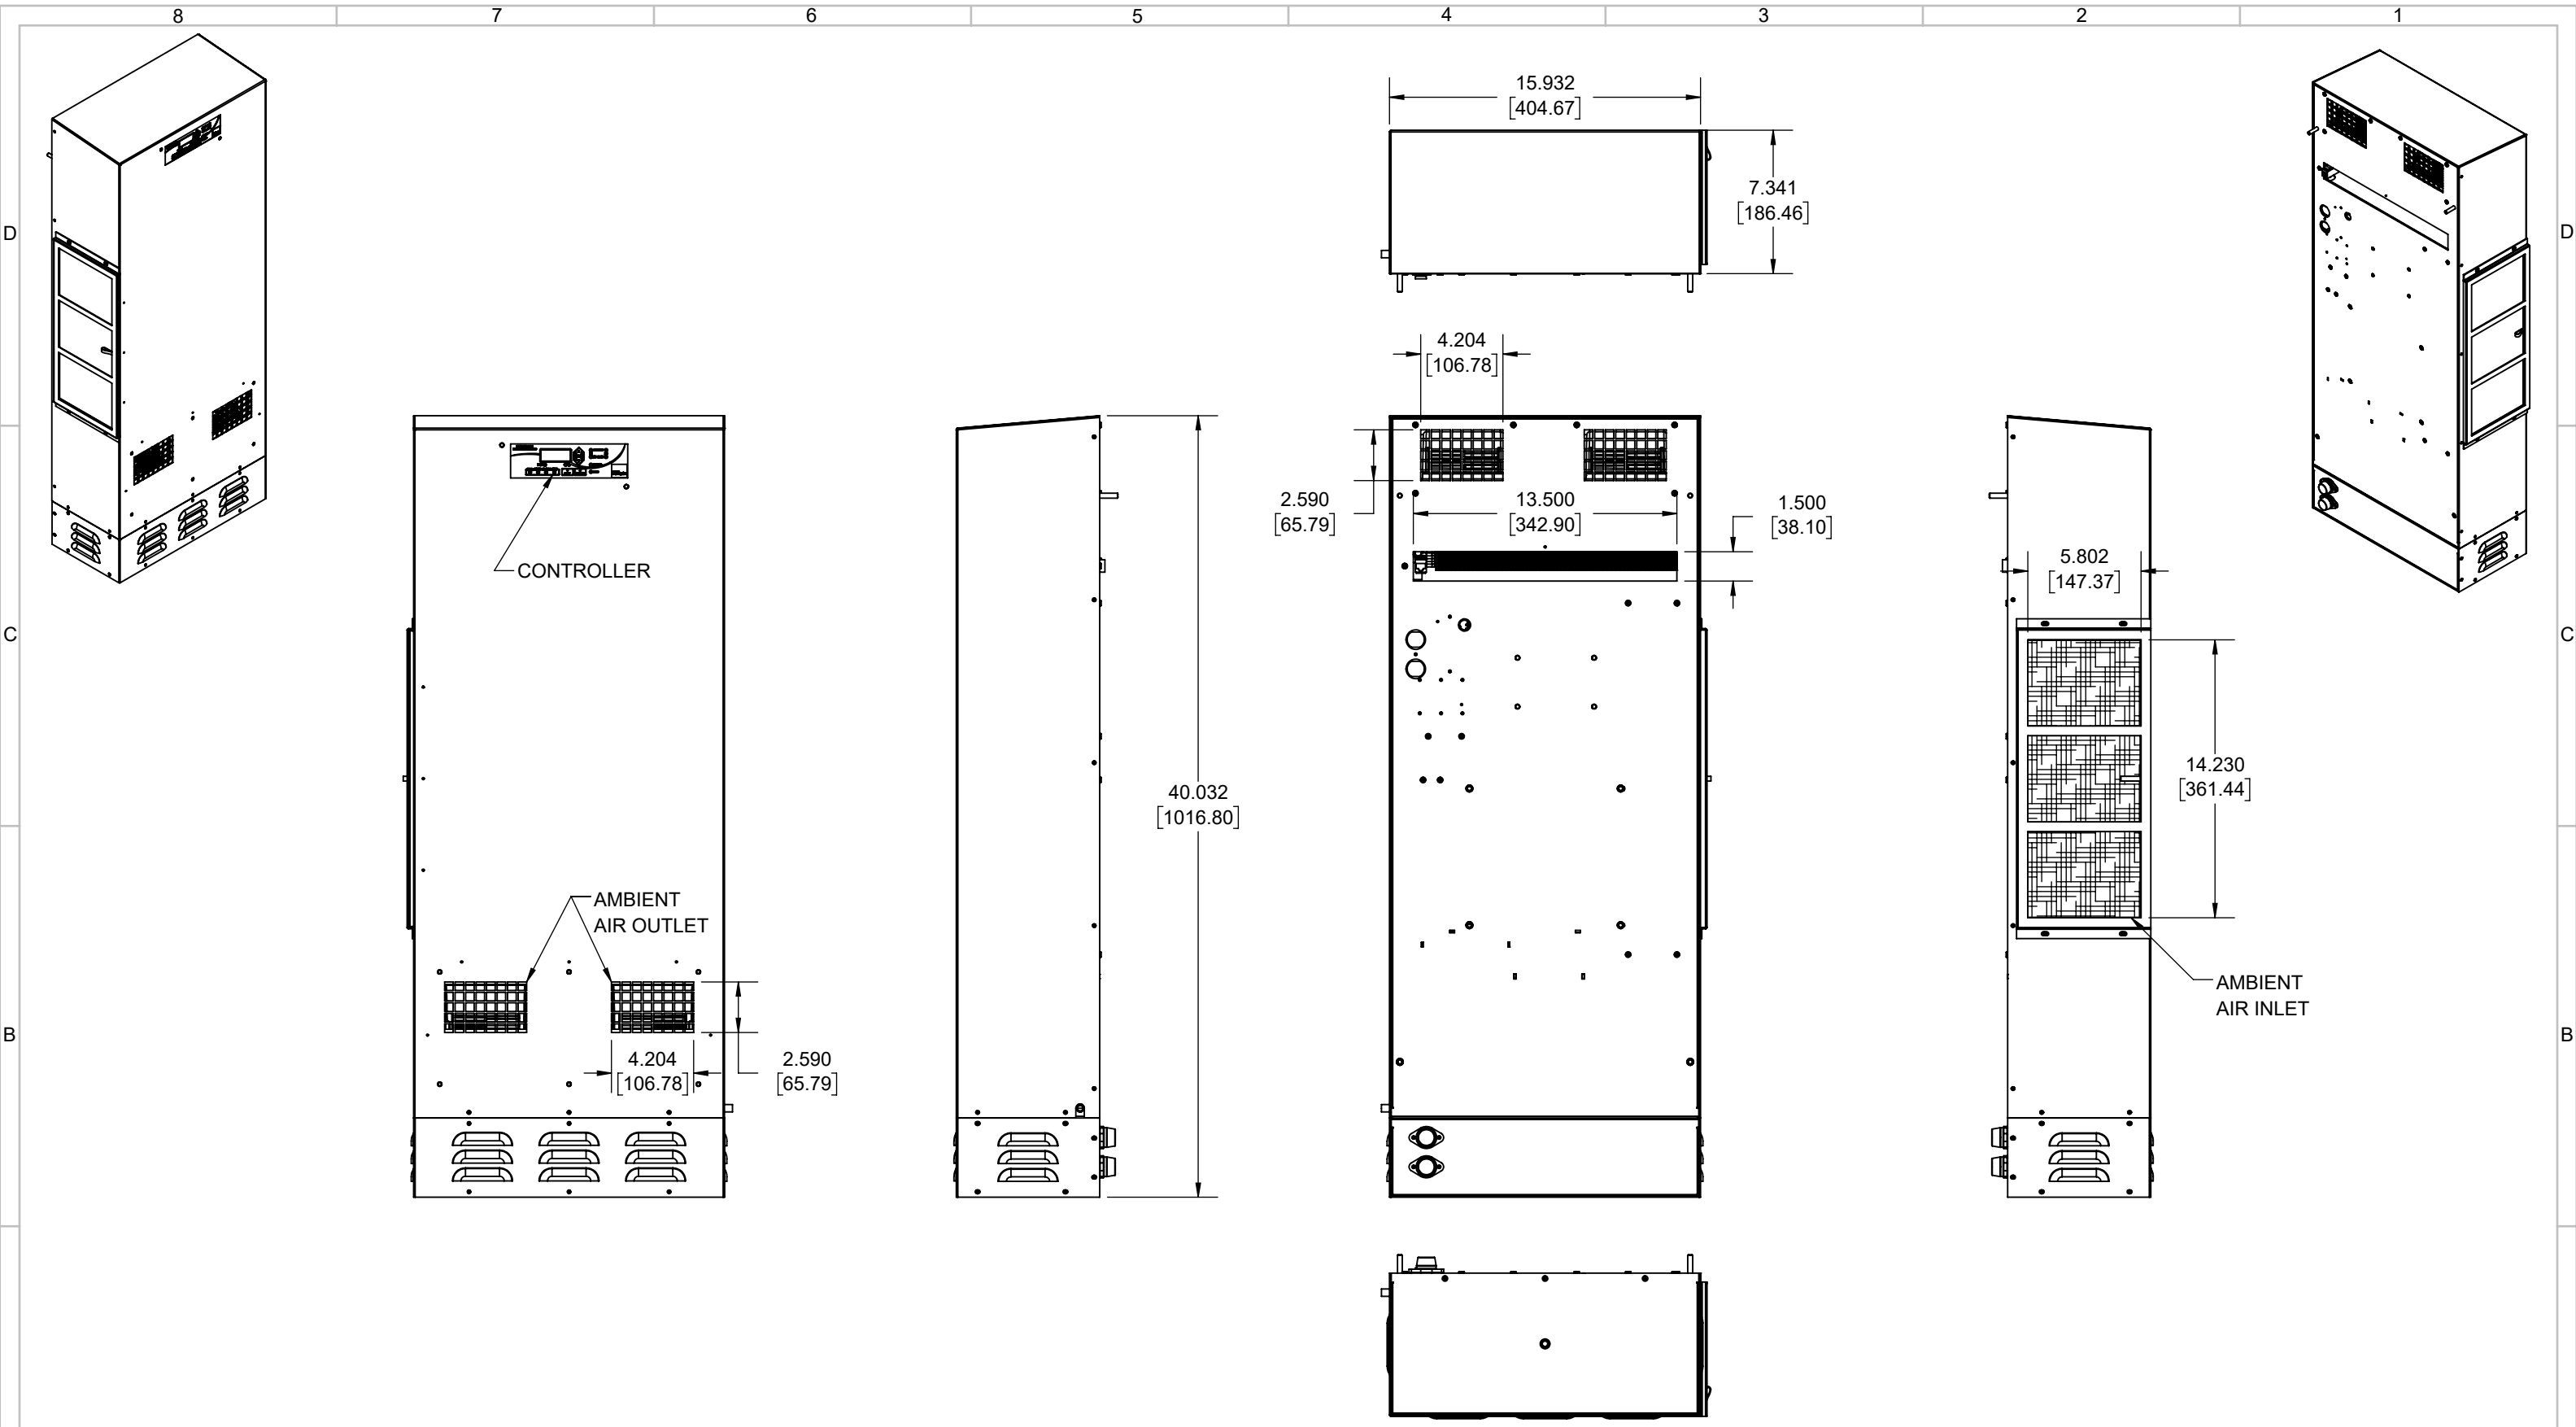 8 7 6 5 4 3 2 1
15.932
[404.67]
7.341
[186.46]
D D
4.204
[106.78]
2.590
[65.79]
13.500
[342.90]
1.500
[38.10]
CONTROLLER
5.802
[147.37]
C C
14.230
[361.44]
40.032
[1016.80]
AMBIENT
AIR OUTLET
AMBIENT
AIR INLET
B B
4.204
[106.78]
2.590
[65.79]